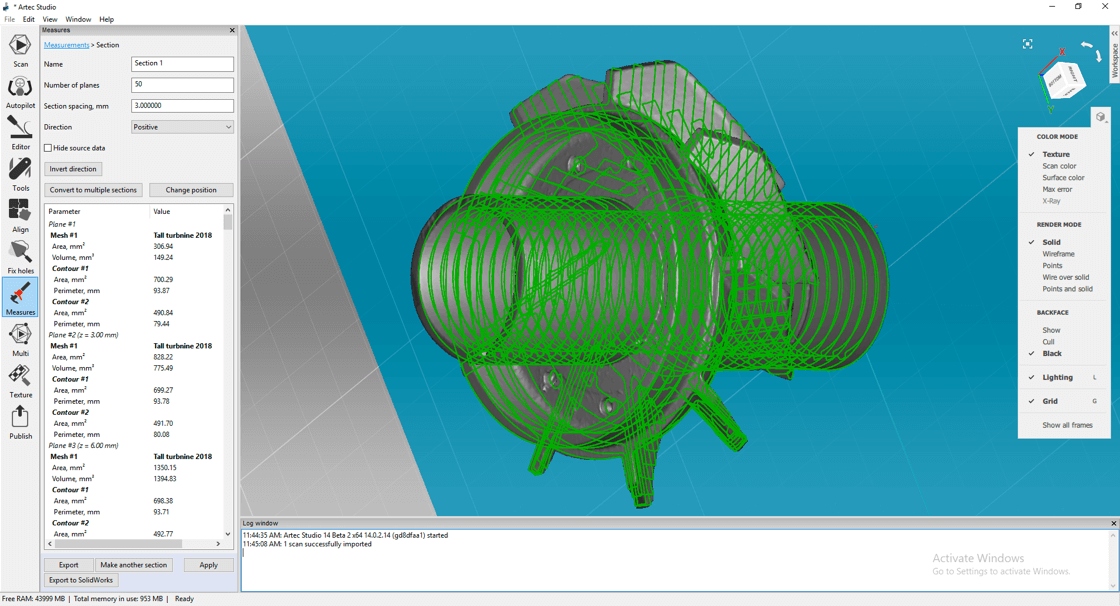 * Artec Studio
File Edit View Window Help
Scan
Autopilot
Editor
Tools
Align
Fix holes
Measures
Multi
Texture
Publish
Measures
Measurements > Section
Name Section 1
Number of planes 50
Section spacing, mm 3.000000
Direction Positive
Hide source data
Invert direction
Convert to multiple sections Change position
Parameter Value
Plane #1
Mesh #1 Tall turbnine 2018
Area, mm² 306.94
Volume, mm² 149.24
Contour #1
Area, mm² 700.29
Perimeter, mm 93.87
Contour #2
Area, mm² 490.84
Perimeter, mm 79.44
Plane #2 (z = 3.00 mm)
Mesh #1 Tall turbnine 2018
Area, mm² 828.22
Volume, mm² 775.49
Contour #1
Area, mm² 699.27
Perimeter, mm 93.78
Contour #2
Area, mm² 491.70
Perimeter, mm 80.08
Plane #3 (z = 6.00 mm)
Mesh #1 Tall turbnine 2018
Area, mm² 1350.15
Volume, mm² 1394.83
Contour #1
Area, mm² 698.38
Perimeter, mm 93.71
Contour #2
Area, mm² 492.77
Export Make another section Apply
Export to SolidWorks
X
BOTTOM
RIGHT
Workspace
COLOR MODE
Texture
Scan color
Surface color
Max error
X-Ray
RENDER MODE
Solid
Wireframe
Points
Wire over solid
Points and solid
BACKFACE
Show
Cull
Black
Lighting L
Grid G
Show all frames
Log window
11:44:35 AM: Artec Studio 14 Beta 2 x64 14.0.2.14 (gd8dfaa1) started
11:45:08 AM: 1 scan successfully imported
Activate Windows
Go to Settings to activate Windows.
Free RAM: 43999 MB | Total memory in use: 953 MB | Ready